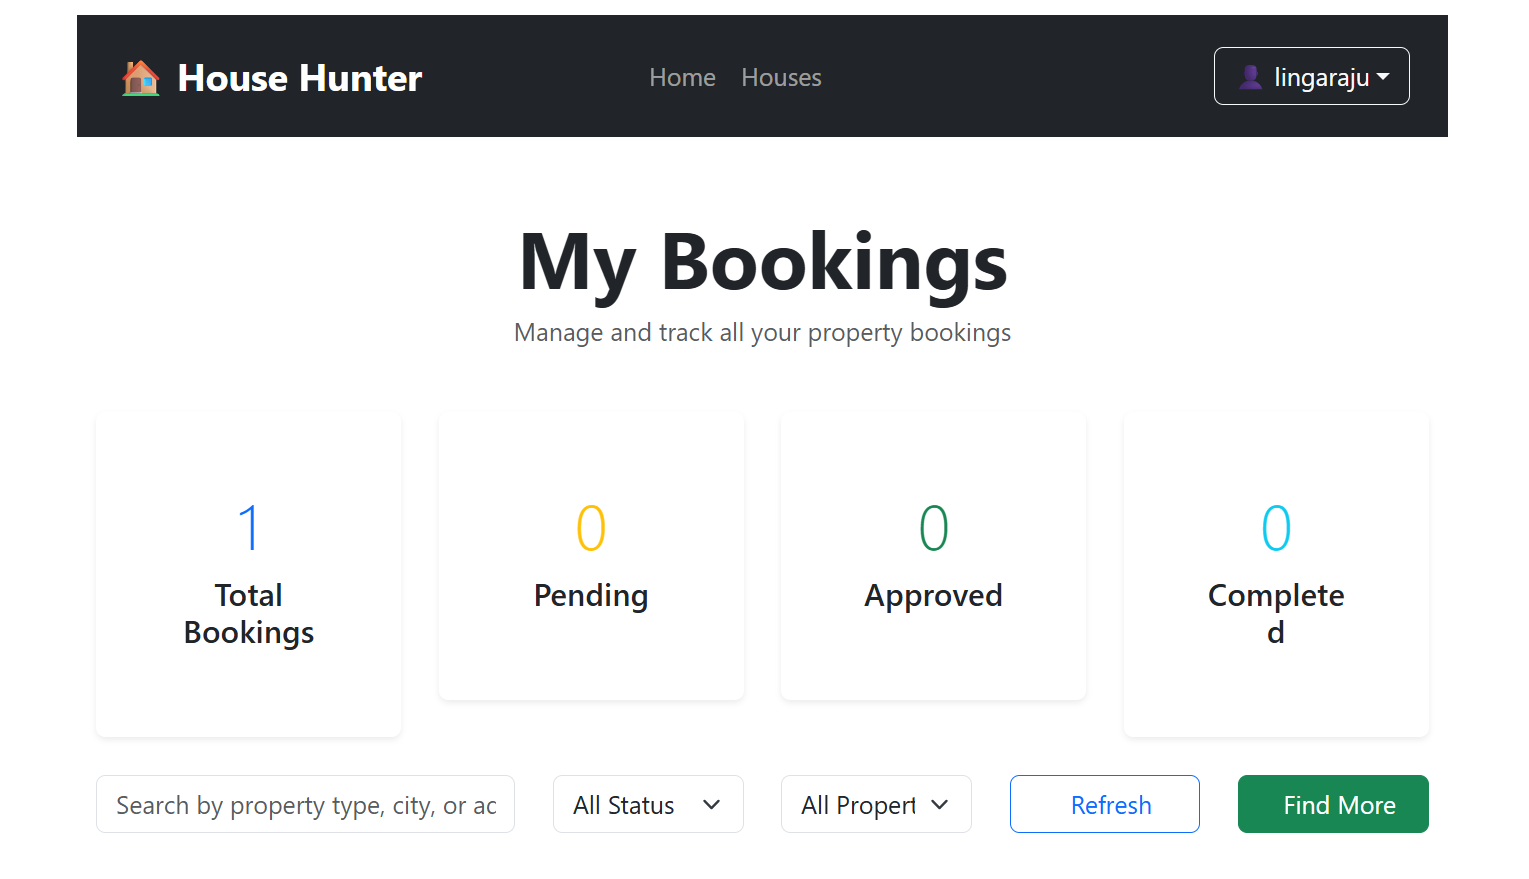 House Hunter
Home
Houses
lingaraju
My Bookings
Manage and track all your property bookings
1
Total
Bookings
0
Pending
0
Approved
0
Complete
d
Search by property type, city, or ac
All Status
All Propert
Refresh
Find More